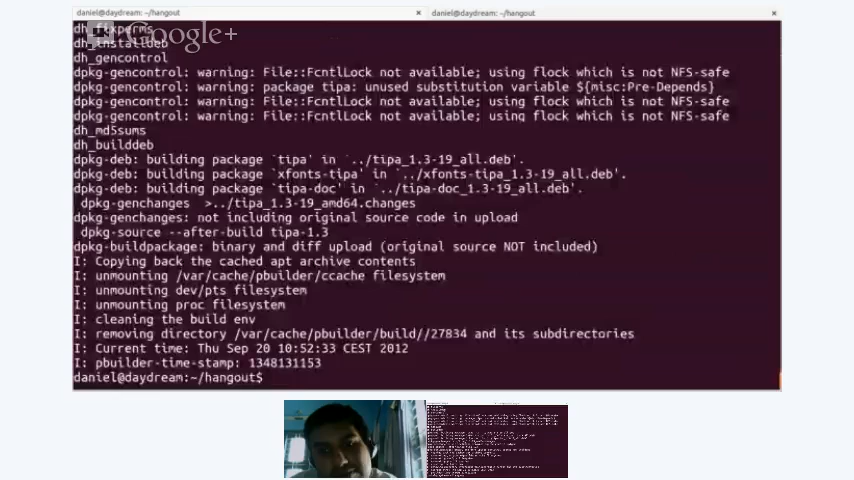 daniel@daydream: ~/hangout × daniel@daydream: ~/hangout ×
Google+
dh_fixperms
dh_installdeb
dh_gencontrol
dpkg-gencontrol: warning: File::FcntlLock not available; using flock which is not NFS-safe
dpkg-gencontrol: warning: package tipa: unused substitution variable ${misc:Pre-Depends}
dpkg-gencontrol: warning: File::FcntlLock not available; using flock which is not NFS-safe
dpkg-gencontrol: warning: File::FcntlLock not available; using flock which is not NFS-safe
dh_md5sums
dh_builddeb
dpkg-deb: building package `tipa' in `../tipa_1.3-19_all.deb'.
dpkg-deb: building package `xfonts-tipa' in `../xfonts-tipa_1.3-19_all.deb'.
dpkg-deb: building package `tipa-doc' in `../tipa-doc_1.3-19_all.deb'.
dpkg-genchanges >../tipa_1.3-19_amd64.changes
dpkg-genchanges: not including original source code in upload
dpkg-source --after-build tipa-1.3
dpkg-buildpackage: binary and diff upload (original source NOT included)
I: Copying back the cached apt archive contents
I: unmounting /var/cache/pbuilder/ccache filesystem
I: unmounting dev/pts filesystem
I: unmounting proc filesystem
I: cleaning the build env
I: removing directory /var/cache/pbuilder/build//27834 and its subdirectories
I: Current time: Thu Sep 20 10:52:33 CEST 2012
I: pbuilder-time-stamp: 1348131153
daniel@daydream:~/hangout$